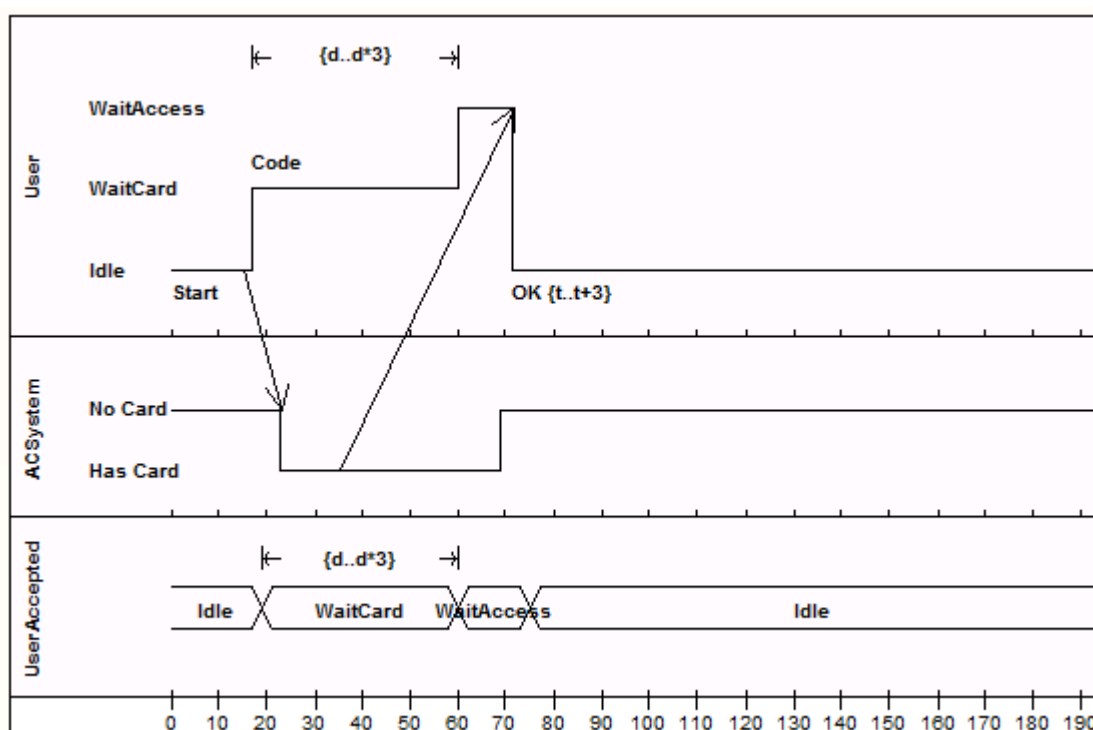 {d..d*3}
WaitAccess
Code
User
WaitCard
Idle
Start
OK {t..t+3}
ACSystem
No Card
Has Card
{d..d*3}
UserAccepted
Idle WaitCard WaitAccess Idle
0 10 20 30 40 50 60 70 80 90 100 110 120 130 140 150 160 170 180 190